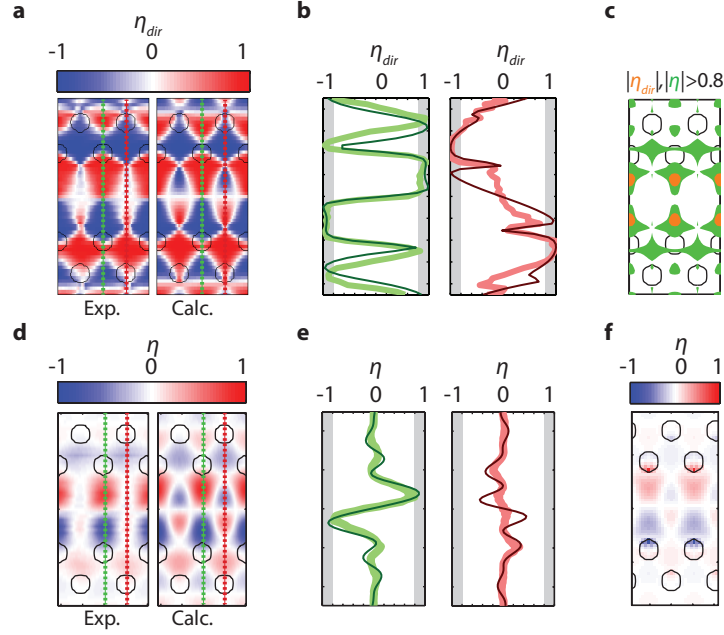 a
η_dir
-1 0 1
Exp. Calc.
b
η_dir η_dir
-1 0 1 -1 0 1
c
|η_dir|,|η|>0.8
d
η
-1 0 1
Exp. Calc.
e
η η
-1 0 1 -1 0 1
f
η
-1 0 1